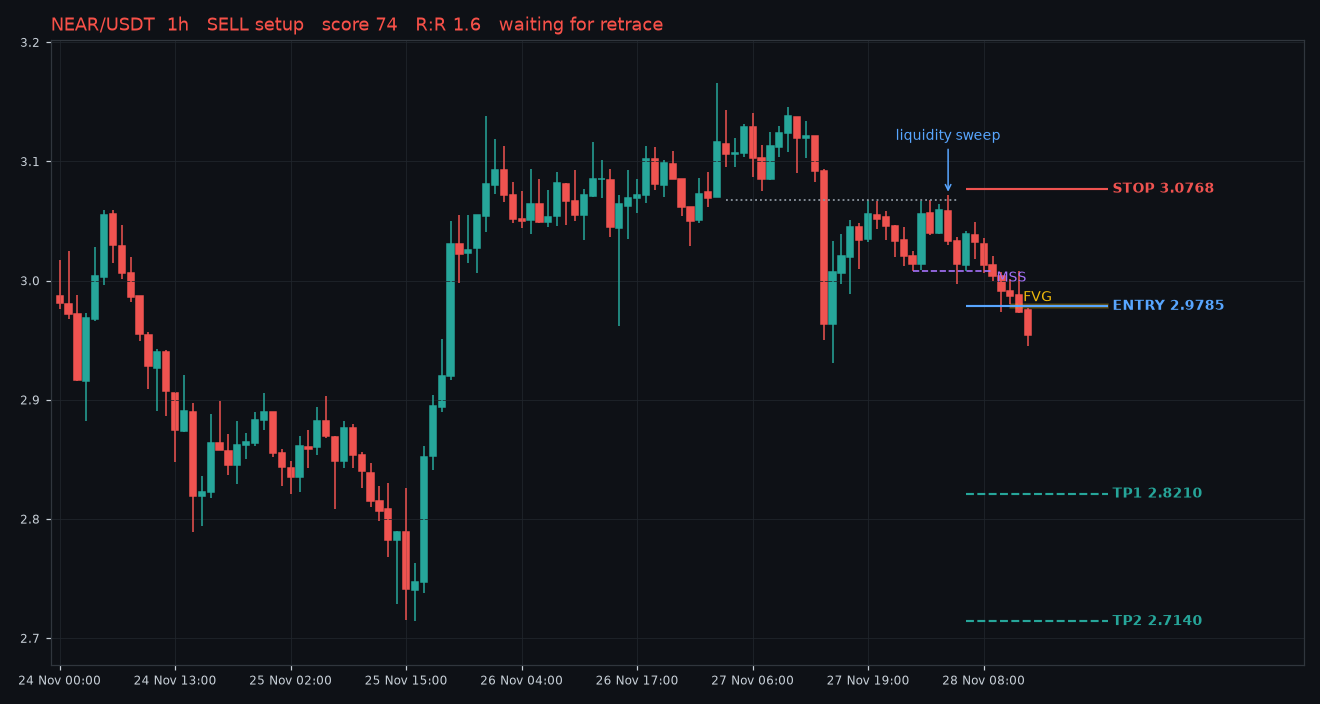 NEAR/USDT 1h SELL setup score 74 R:R 1.6 waiting for retrace
3.2
3.1
3.0
2.9
2.8
2.7
liquidity sweep
STOP 3.0768
MSS
FVG
ENTRY 2.9785
TP1 2.8210
TP2 2.7140
24 Nov 00:00 24 Nov 13:00 25 Nov 02:00 25 Nov 15:00 26 Nov 04:00 26 Nov 17:00 27 Nov 06:00 27 Nov 19:00 28 Nov 08:00